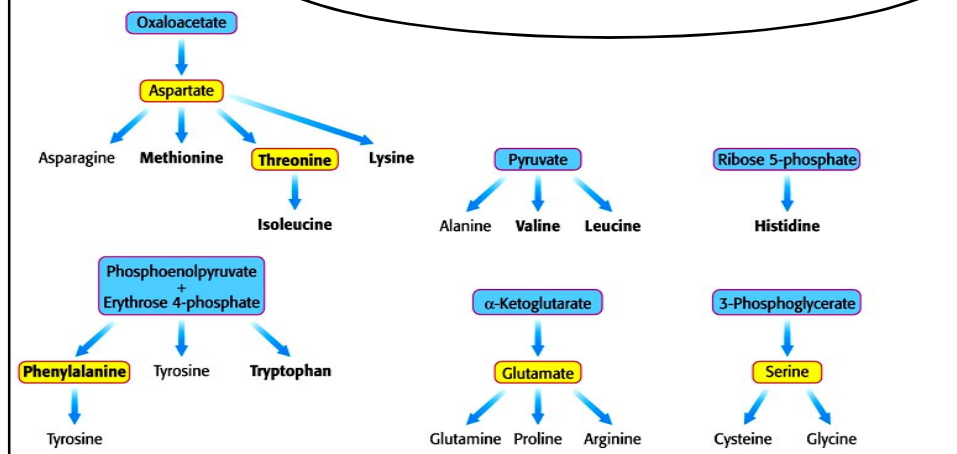 Oxaloacetate
Aspartate
Asparagine
Methionine
Threonine
Lysine
Isoleucine
Pyruvate
Alanine
Valine
Leucine
Ribose 5-phosphate
Histidine
Phosphoenolpyruvate
+
Erythrose 4-phosphate
Phenylalanine
Tyrosine
Tryptophan
Tyrosine
α-Ketoglutarate
Glutamate
Glutamine
Proline
Arginine
3-Phosphoglycerate
Serine
Cysteine
Glycine